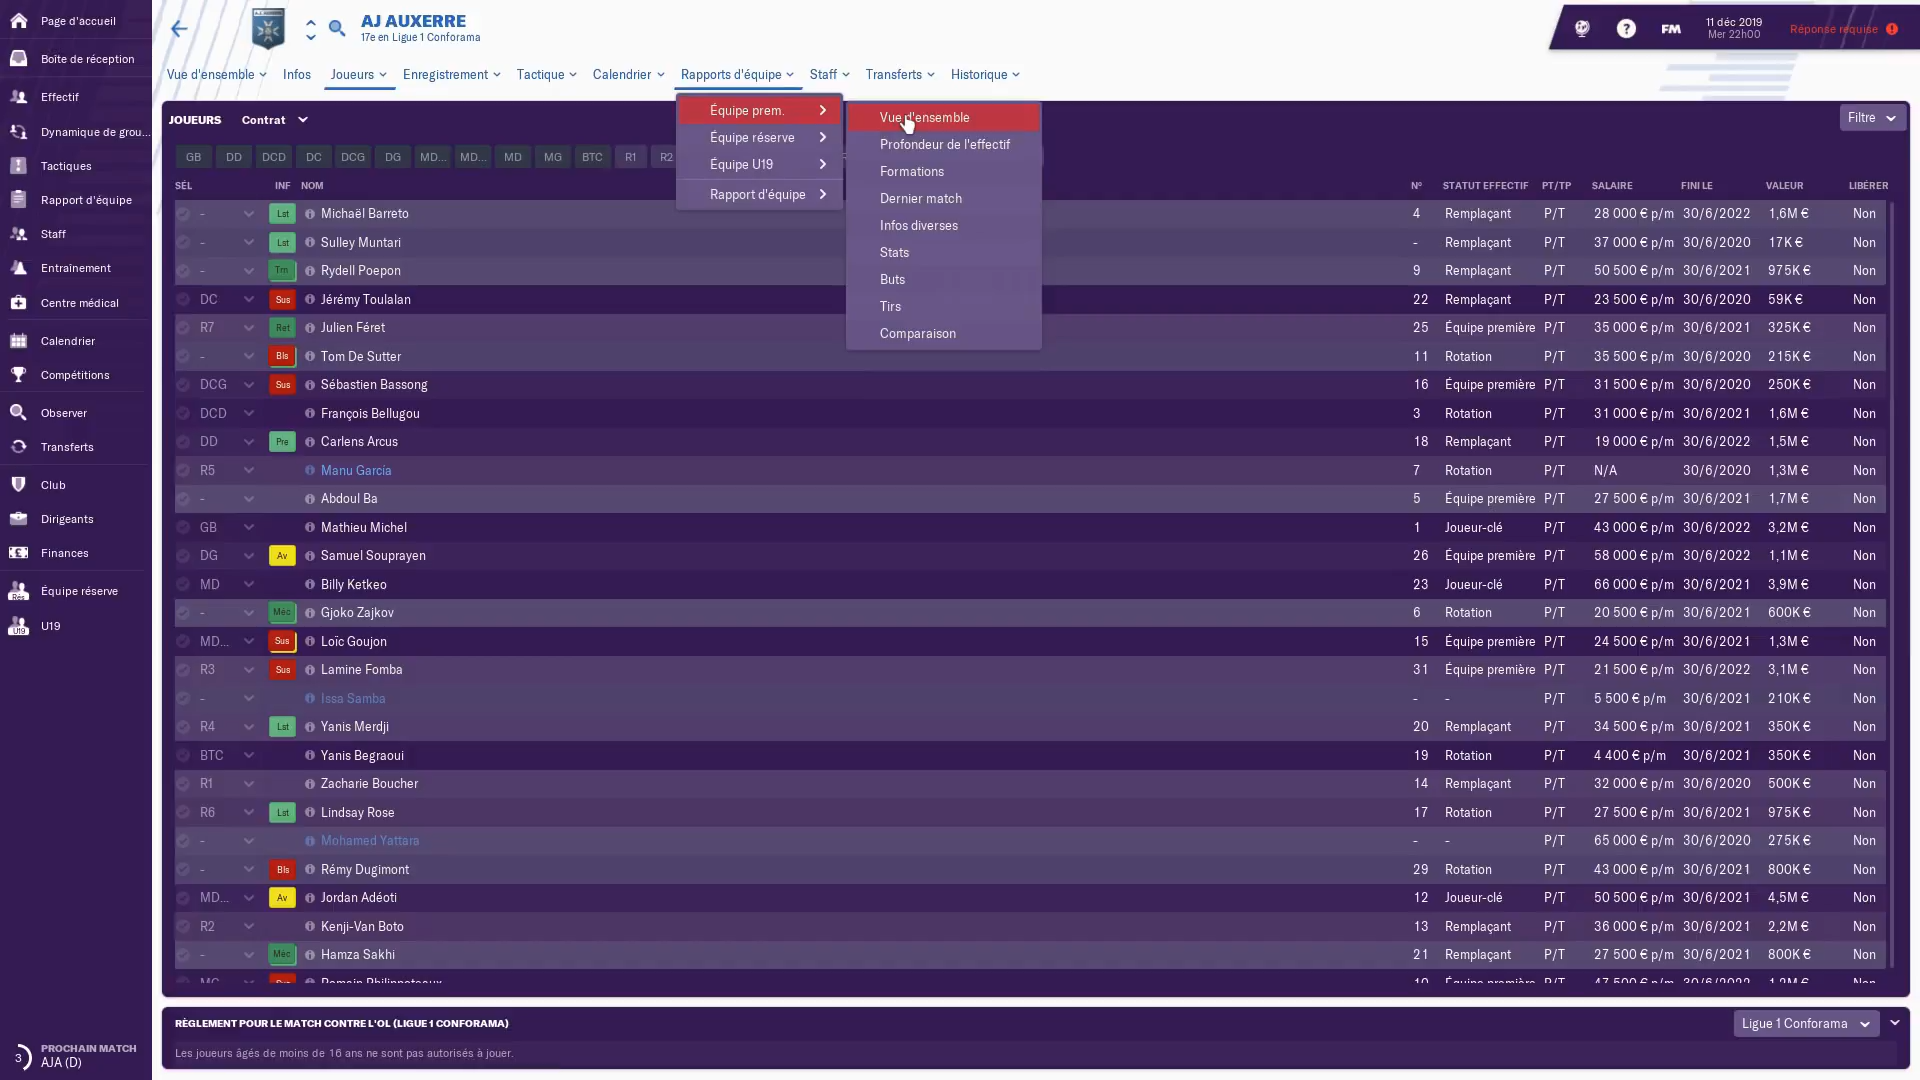 Page d'accueil
Boîte de réception
Effectif
Dynamique de grou...
Tactiques
Rapport d'équipe
Staff
Entraînement
Centre médical
Calendrier
Compétitions
Observer
Transferts
Club
Dirigeants
Finances
Équipe réserve
U19
3 PROCHAIN MATCH
AJA (D)
AJ AUXERRE
17e en Ligue 1 Conforama
FM
11 déc 2019
Mer 22h00
Réponse requise
Vue d'ensemble Infos Joueurs Enregistrement Tactique Calendrier Rapports d'équipe Staff Transferts Historique
Équipe prem.
Équipe réserve
Équipe U19
Rapport d'équipe
Vue d'ensemble
Profondeur de l'effectif
Formations
Dernier match
Infos diverses
Stats
Buts
Tirs
Comparaison
JOUEURS Contrat Filtre
GB DD DCD DC DCG DG MD... MD... MD MG BTC R1 R2
SÉL INF NOM N° STATUT EFFECTIF PT/TP SALAIRE FINI LE VALEUR LIBÉRER
- Lst Michaël Barreto 4 Remplaçant P/T 28 000 € p/m 30/6/2022 1,6M € Non
- Lst Sulley Muntari - Remplaçant P/T 37 000 € p/m 30/6/2020 17K € Non
- Trn Rydell Poepon 9 Remplaçant P/T 50 500 € p/m 30/6/2021 975K € Non
DC Sus Jérémy Toulalan 22 Remplaçant P/T 23 500 € p/m 30/6/2020 59K € Non
R7 Ret Julien Féret 25 Équipe première P/T 35 000 € p/m 30/6/2021 325K € Non
- Bls Tom De Sutter 11 Rotation P/T 35 500 € p/m 30/6/2020 215K € Non
DCG Sus Sébastien Bassong 16 Équipe première P/T 31 500 € p/m 30/6/2020 250K € Non
DCD François Bellugou 3 Rotation P/T 31 000 € p/m 30/6/2021 1,6M € Non
DD Pre Carlens Arcus 18 Remplaçant P/T 19 000 € p/m 30/6/2022 1,5M € Non
R5 Manu García 7 Rotation P/T N/A 30/6/2020 1,3M € Non
- Abdoul Ba 5 Équipe première P/T 27 500 € p/m 30/6/2021 1,7M € Non
GB Mathieu Michel 1 Joueur-clé P/T 43 000 € p/m 30/6/2022 3,2M € Non
DG Av Samuel Souprayen 26 Équipe première P/T 58 000 € p/m 30/6/2022 1,1M € Non
MD Billy Ketkeo 23 Joueur-clé P/T 66 000 € p/m 30/6/2021 3,9M € Non
- Méc Gjoko Zajkov 6 Rotation P/T 20 500 € p/m 30/6/2021 600K € Non
MD... Sus Loïc Goujon 15 Équipe première P/T 24 500 € p/m 30/6/2021 1,3M € Non
R3 Sus Lamine Fomba 31 Équipe première P/T 21 500 € p/m 30/6/2022 3,1M € Non
- Issa Samba - - P/T 5 500 € p/m 30/6/2021 210K € Non
R4 Lst Yanis Merdji 20 Remplaçant P/T 34 500 € p/m 30/6/2021 350K € Non
BTC Yanis Begraoui 19 Rotation P/T 4 400 € p/m 30/6/2021 350K € Non
R1 Zacharie Boucher 14 Remplaçant P/T 32 000 € p/m 30/6/2020 500K € Non
R6 Lst Lindsay Rose 17 Rotation P/T 27 500 € p/m 30/6/2021 975K € Non
- Mohamed Yattara - - P/T 65 000 € p/m 30/6/2020 275K € Non
- Bls Rémy Dugimont 29 Rotation P/T 43 000 € p/m 30/6/2021 800K € Non
MD... Av Jordan Adéoti 12 Joueur-clé P/T 50 500 € p/m 30/6/2021 4,5M € Non
R2 Kenji-Van Boto 13 Remplaçant P/T 36 000 € p/m 30/6/2021 2,2M € Non
- Méc Hamza Sakhi 21 Remplaçant P/T 27 500 € p/m 30/6/2021 800K € Non
MG Romain Philippoteaux 10 Équipe première P/T 47 500 € p/m 30/6/2022 Non
RÈGLEMENT POUR LE MATCH CONTRE L'OL (LIGUE 1 CONFORAMA) Ligue 1 Conforama
Les joueurs âgés de moins de 16 ans ne sont pas autorisés à jouer.